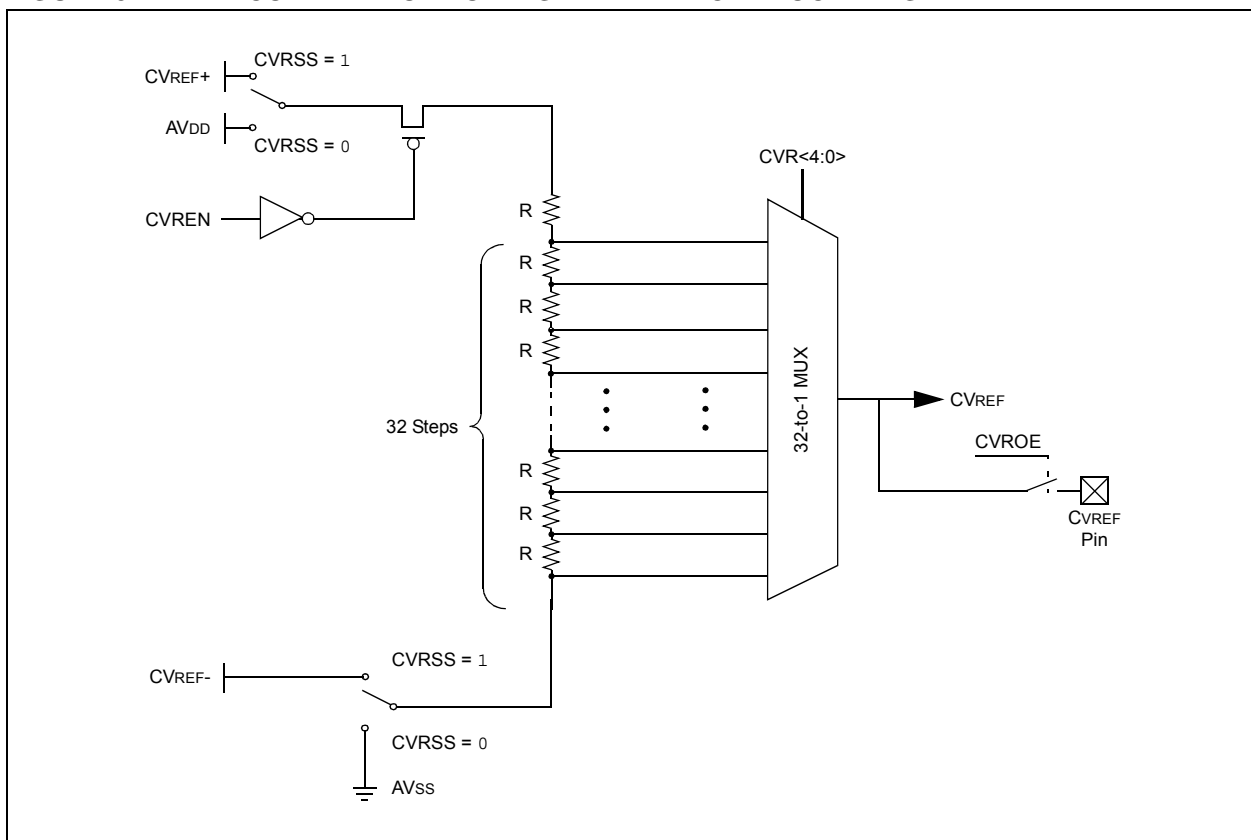 CVRSS = 1
CVREF+
AVDD
CVRSS = 0
CVR<4:0>
CVREN
R
R
R
R
32-to-1 MUX
32 Steps
CVREF
CVROE
R
R
R
CVREF
Pin
CVRSS = 1
CVREF-
CVRSS = 0
AVSS